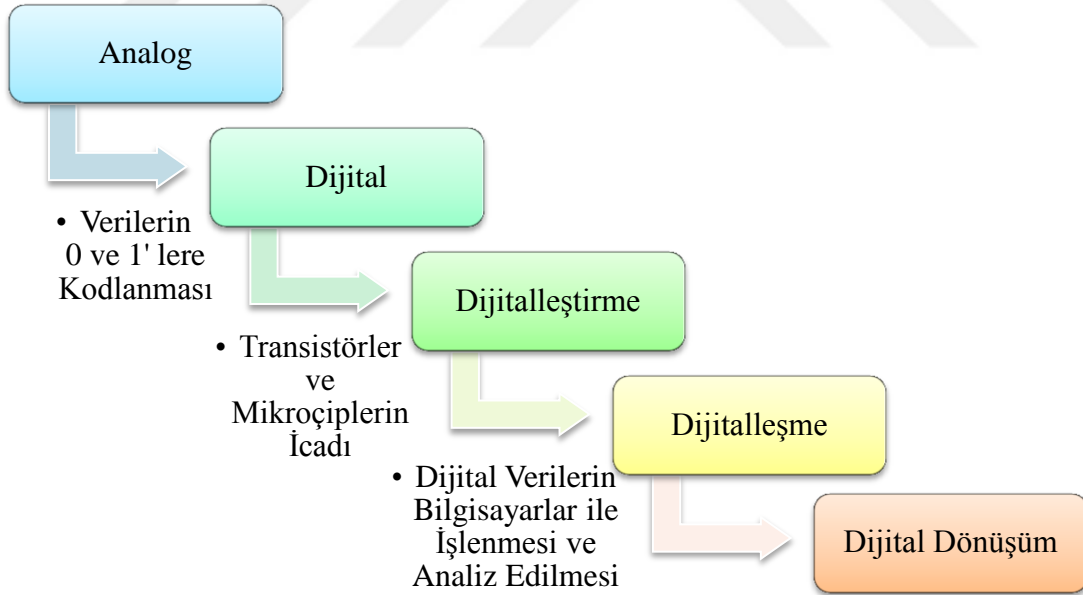 Analog
Dijital
• Verilerin
0 ve 1' lere
Kodlanması
Dijitalleştirme
• Transistörler
ve
Mikroçiplerin
İcadı
Dijitalleşme
• Dijital Verilerin
Bilgisayarlar ile
İşlenmesi ve
Analiz Edilmesi
Dijital Dönüşüm